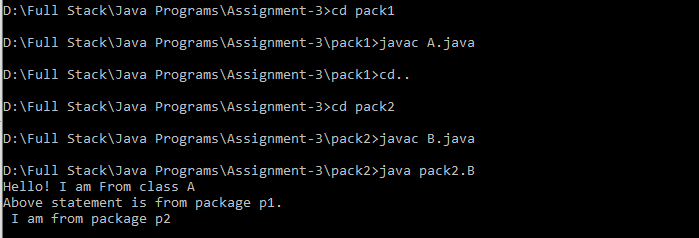 D:\Full Stack\Java Programs\Assignment-3>cd pack1
D:\Full Stack\Java Programs\Assignment-3\pack1>javac A.java
D:\Full Stack\Java Programs\Assignment-3\pack1>cd..
D:\Full Stack\Java Programs\Assignment-3>cd pack2
D:\Full Stack\Java Programs\Assignment-3\pack2>javac B.java
D:\Full Stack\Java Programs\Assignment-3\pack2>java pack2.B
Hello! I am From class A
Above statement is from package p1.
 I am from package p2